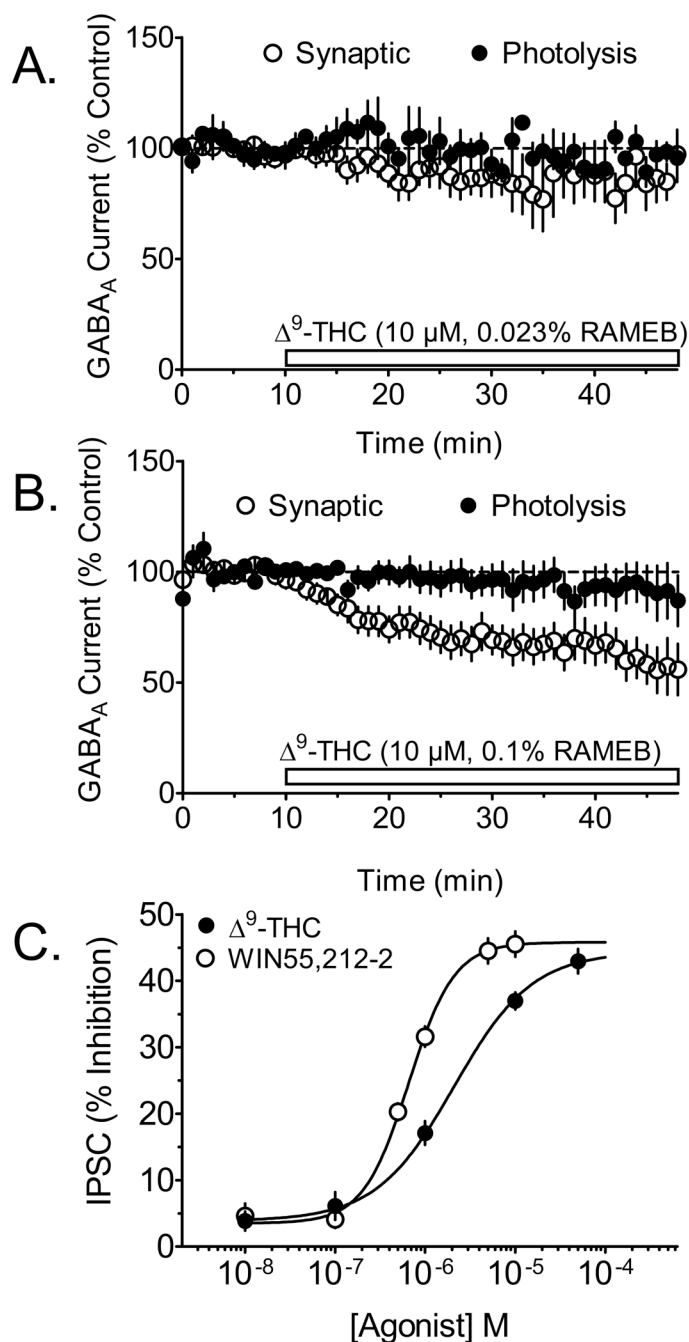 A.
GABA_A Current (% Control)
150
100
50
0
Synaptic
Photolysis
Δ⁹-THC (10 µM, 0.023% RAMEB)
0
10
20
30
40
Time (min)
B.
GABA_A Current (% Control)
150
100
50
0
Synaptic
Photolysis
Δ⁹-THC (10 µM, 0.1% RAMEB)
0
10
20
30
40
Time (min)
C.
IPSC (% Inhibition)
50
40
30
20
10
0
Δ⁹-THC
WIN55,212-2
10⁻⁸
10⁻⁷
10⁻⁶
10⁻⁵
10⁻⁴
[Agonist] M